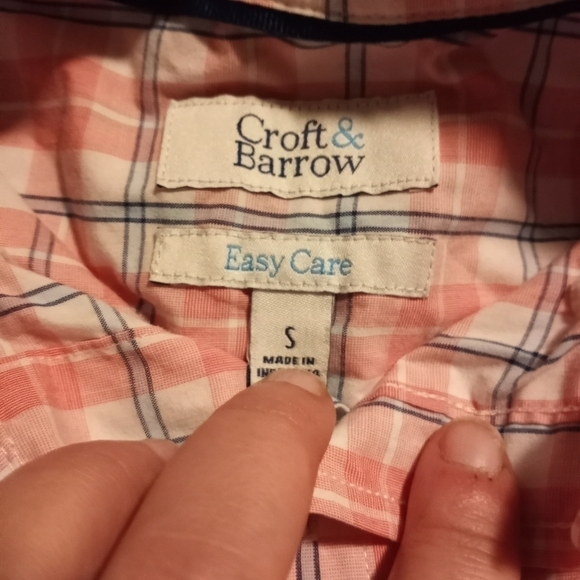 Croft &
Barrow
Easy Care
S
MADE IN